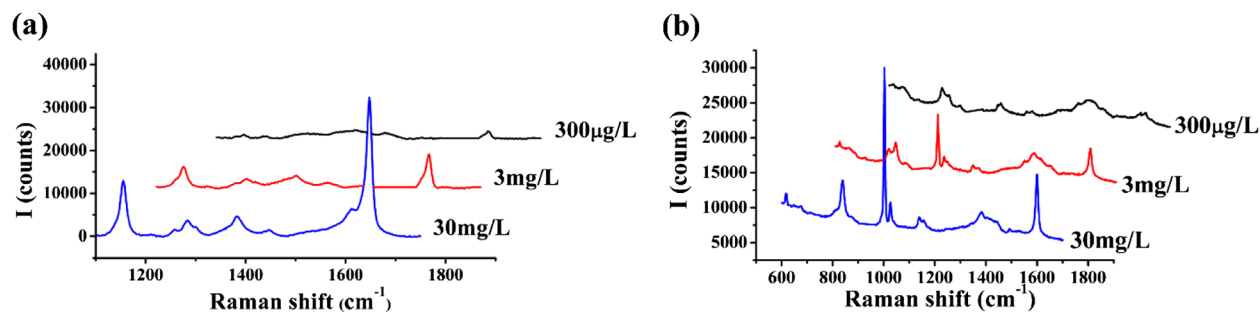 (a)
I (counts)
40000
30000
20000
10000
0
300μg/L
3mg/L
30mg/L
1200
1400
1600
1800
Raman shift (cm⁻¹)
(b)
I (counts)
30000
25000
20000
15000
10000
5000
300μg/L
3mg/L
30mg/L
600
800
1000
1200
1400
1600
1800
Raman shift (cm⁻¹)